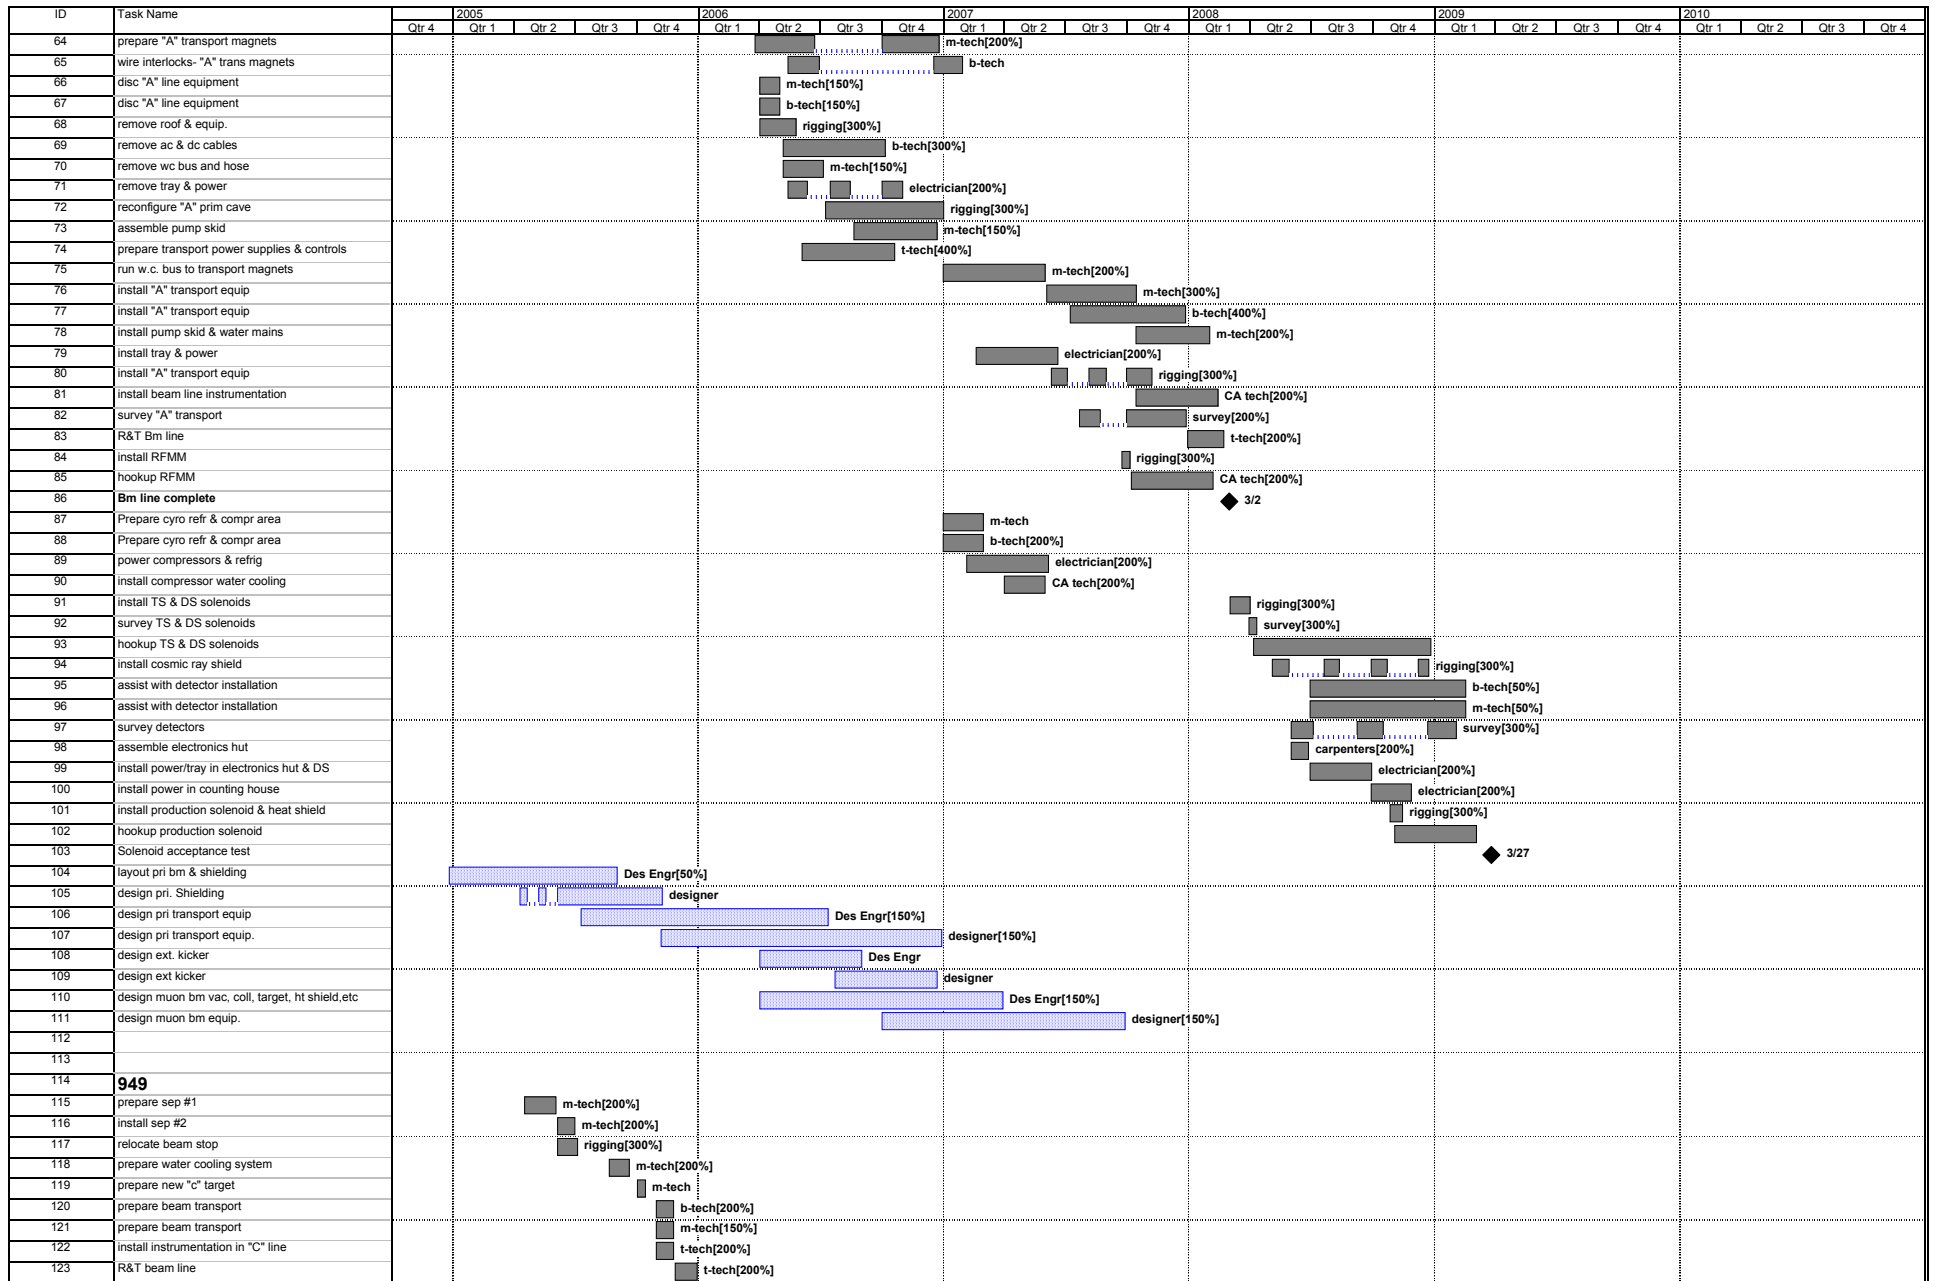 ID Task Name 2005 2006 2007 2008 2009 2010
Qtr 4 Qtr 1 Qtr 2 Qtr 3 Qtr 4 Qtr 1 Qtr 2 Qtr 3 Qtr 4 Qtr 1 Qtr 2 Qtr 3 Qtr 4 Qtr 1 Qtr 2 Qtr 3 Qtr 4 Qtr 1 Qtr 2 Qtr 3 Qtr 4 Qtr 1 Qtr 2 Qtr 3 Qtr 4
64 prepare "A" transport magnets m-tech[200%]
65 wire interlocks- "A" trans magnets b-tech
66 disc "A" line equipment m-tech[150%]
67 disc "A" line equipment b-tech[150%]
68 remove roof & equip. rigging[300%]
69 remove ac & dc cables b-tech[300%]
70 remove wc bus and hose m-tech[150%]
71 remove tray & power electrician[200%]
72 reconfigure "A" prim cave rigging[300%]
73 assemble pump skid m-tech[150%]
74 prepare transport power supplies & controls t-tech[400%]
75 run w.c. bus to transport magnets m-tech[200%]
76 install "A" transport equip m-tech[300%]
77 install "A" transport equip b-tech[400%]
78 install pump skid & water mains m-tech[200%]
79 install tray & power electrician[200%]
80 install "A" transport equip rigging[300%]
81 install beam line instrumentation CA tech[200%]
82 survey "A" transport survey[200%]
83 R&T Bm line t-tech[200%]
84 install RFMM rigging[300%]
85 hookup RFMM CA tech[200%]
86 Bm line complete 3/2
87 Prepare cyro refr & compr area m-tech
88 Prepare cyro refr & compr area b-tech[200%]
89 power compressors & refrig electrician[200%]
90 install compressor water cooling CA tech[200%]
91 install TS & DS solenoids rigging[300%]
92 survey TS & DS solenoids survey[300%]
93 hookup TS & DS solenoids
94 install cosmic ray shield rigging[300%]
95 assist with detector installation b-tech[50%]
96 assist with detector installation m-tech[50%]
97 survey detectors survey[300%]
98 assemble electronics hut carpenters[200%]
99 install power/tray in electronics hut & DS electrician[200%]
100 install power in counting house electrician[200%]
101 install production solenoid & heat shield rigging[300%]
102 hookup production solenoid
103 Solenoid acceptance test 3/27
104 layout pri bm & shielding Des Engr[50%]
105 design pri. Shielding designer
106 design pri transport equip Des Engr[150%]
107 design pri transport equip. designer[150%]
108 design ext. kicker Des Engr
109 design ext kicker designer
110 design muon bm vac, coll, target, ht shield,etc Des Engr[150%]
111 design muon bm equip. designer[150%]
112
113
114 949
115 prepare sep #1 m-tech[200%]
116 install sep #2 m-tech[200%]
117 relocate beam stop rigging[300%]
118 prepare water cooling system m-tech[200%]
119 prepare new "c" target m-tech
120 prepare beam transport b-tech[200%]
121 prepare beam transport m-tech[150%]
122 install instrumentation in "C" line t-tech[200%]
123 R&T beam line t-tech[200%]